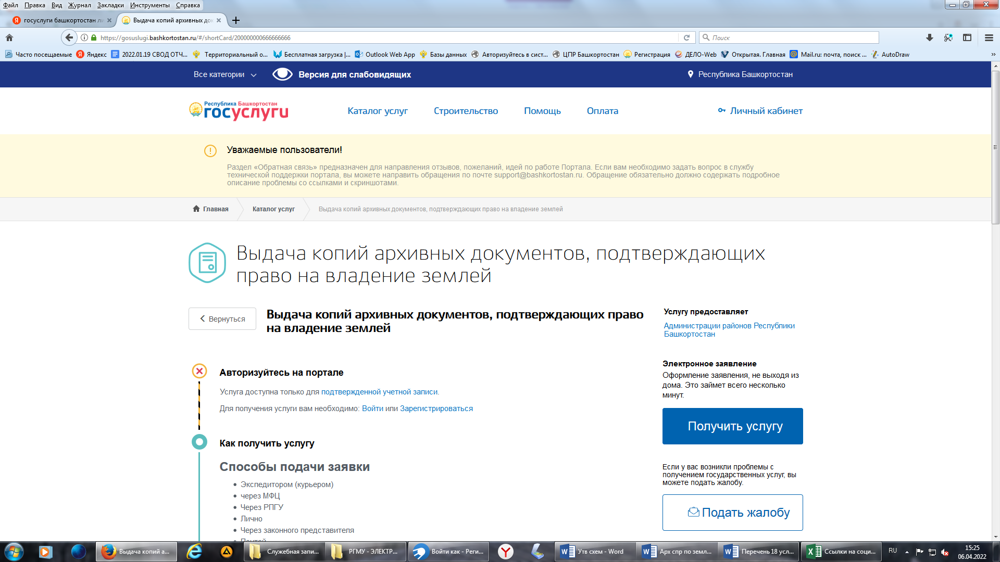 Файл Правка Вид Журнал Закладки Инструменты Справка
госуслуги башкортостан ли
Выдача копий архивных док
https://gosuslugi.bashkortostan.ru/#/shortCard/200000000666666666
Поиск
Часто посещаемые Яндекс 2022.01.19 СВОД ОТЧ... Территориальный о... Бесплатная загрузка |... Outlook Web App Базы данных Авторизуйтесь в сист... ЦПР Башкортостан Регистрация ДЕЛО-Web Открытая. Главная Mail.ru: почта, поиск ... AutoDraw
Все категории Версия для слабовидящих Республика Башкортостан
Республика Башкортостан
госуслуги
Каталог услуг Строительство Помощь Оплата Личный кабинет
Уважаемые пользователи!
Раздел «Обратная связь» предназначен для направления отзывов, пожеланий, идей по работе Портала. Если вам необходимо задать вопрос в службу
технической поддержки портала, вы можете направить обращения по почте support@bashkortostan.ru. Обращение обязательно должно содержать подробное
описание проблемы со ссылками и скриншотами.
Главная Каталог услуг Выдача копий архивных документов, подтверждающих право на владение землей
Выдача копий архивных документов, подтверждающих
право на владение землей
Вернуться
Выдача копий архивных документов, подтверждающих право
на владение землей
Услугу предоставляет
Администрации районов Республики
Башкортостан
Авторизуйтесь на портале
Услуга доступна только для подтвержденной учетной записи.
Для получения услуги вам необходимо: Войти или Зарегистрироваться
Электронное заявление
Оформление заявления, не выходя из
дома. Это займет всего несколько
минут.
Получить услугу
Как получить услугу
Способы подачи заявки
Экспедитором (курьером)
через МФЦ
Через РПГУ
Лично
Через законного представителя
Почтой
Если у вас возникли проблемы с
получением государственных услуг, вы
можете подать жалобу.
Подать жалобу
Выдача копий а... Служебная запи... РГМУ - ЭЛЕКТР... Войти как - Реги... Утв схем - Word Арх спр по земл... Перечень 18 усл... Ссылки на соци... RU 15:25
06.04.2022